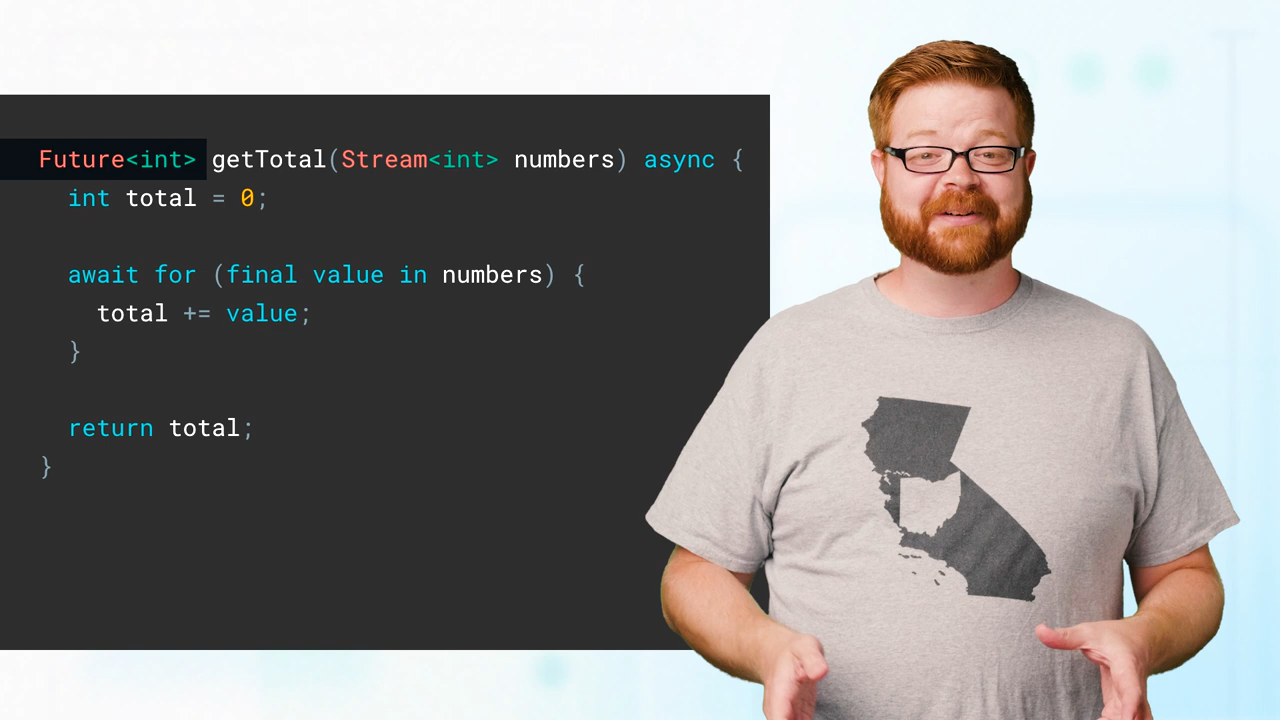 Future<int> getTotal(Stream<int> numbers) async {
int total = 0;
await for (final value in numbers) {
total += value;
}
return total;
}